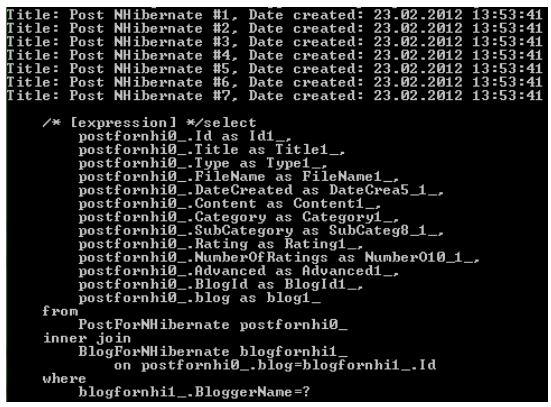 Title: Post NHibernate #1, Date created: 23.02.2012 13:53:41
Title: Post NHibernate #2, Date created: 23.02.2012 13:53:41
Title: Post NHibernate #3, Date created: 23.02.2012 13:53:41
Title: Post NHibernate #4, Date created: 23.02.2012 13:53:41
Title: Post NHibernate #5, Date created: 23.02.2012 13:53:41
Title: Post NHibernate #6, Date created: 23.02.2012 13:53:41
Title: Post NHibernate #7, Date created: 23.02.2012 13:53:41
/* [expression] */select
postfornhi0_.Id as Id1_,
postfornhi0_.Title as Title1_,
postfornhi0_.Type as Type1_,
postfornhi0_.FileName as FileName1_,
postfornhi0_.DateCreated as DateCrea5_1_,
postfornhi0_.Content as Content1_,
postfornhi0_.Category as Category1_,
postfornhi0_.SubCategory as SubCateg8_1_,
postfornhi0_.Rating as Rating1_,
postfornhi0_.NumberOfRatings as NumberO10_1_,
postfornhi0_.Advanced as Advanced1_,
postfornhi0_.BlogId as BlogId1_,
postfornhi0_.blog as blog1_
from
PostForNHibernate postfornhi0_
inner join
BlogForNHibernate blogfornhi1_
on postfornhi0_.blog=blogfornhi1_.Id
where
blogfornhi1_.BloggerName=?